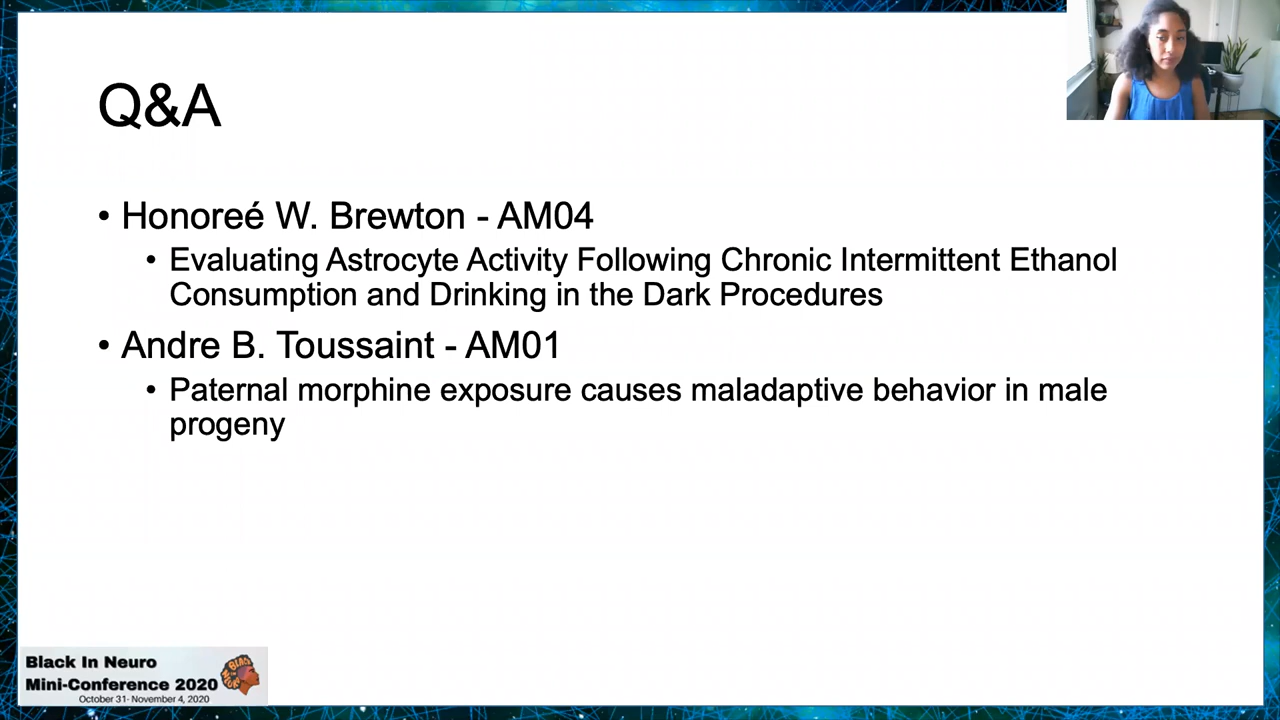 Q&A
• Honoreé W. Brewton - AM04
• Evaluating Astrocyte Activity Following Chronic Intermittent Ethanol
Consumption and Drinking in the Dark Procedures
• Andre B. Toussaint - AM01
• Paternal morphine exposure causes maladaptive behavior in male
progeny
Black In Neuro
Mini-Conference 2020
October 31- November 4, 2020